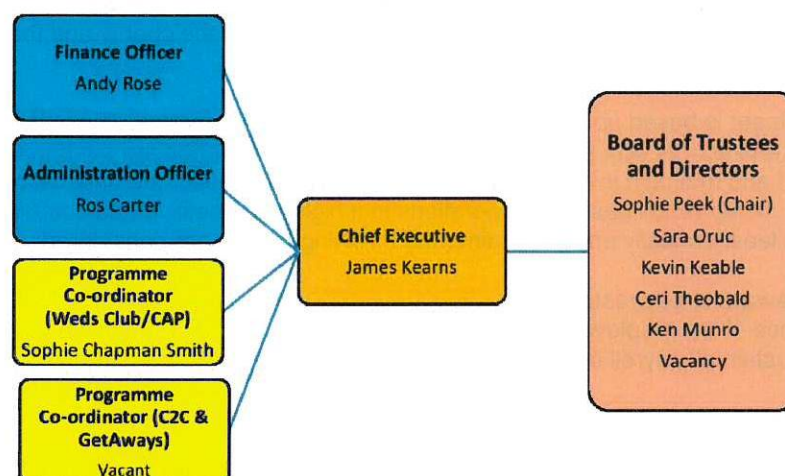 Finance Officer
Andy Rose
Administration Officer
Ros Carter
Programme
Co-ordinator
(Weds Club/CAP)
Sophie Chapman Smith
Programme
Co-ordinator (C2C &
GetAways)
Vacant
Chief Executive
James Kearns
Board of Trustees
and Directors
Sophie Peek (Chair)
Sara Oruc
Kevin Keable
Ceri Theobald
Ken Munro
Vacancy